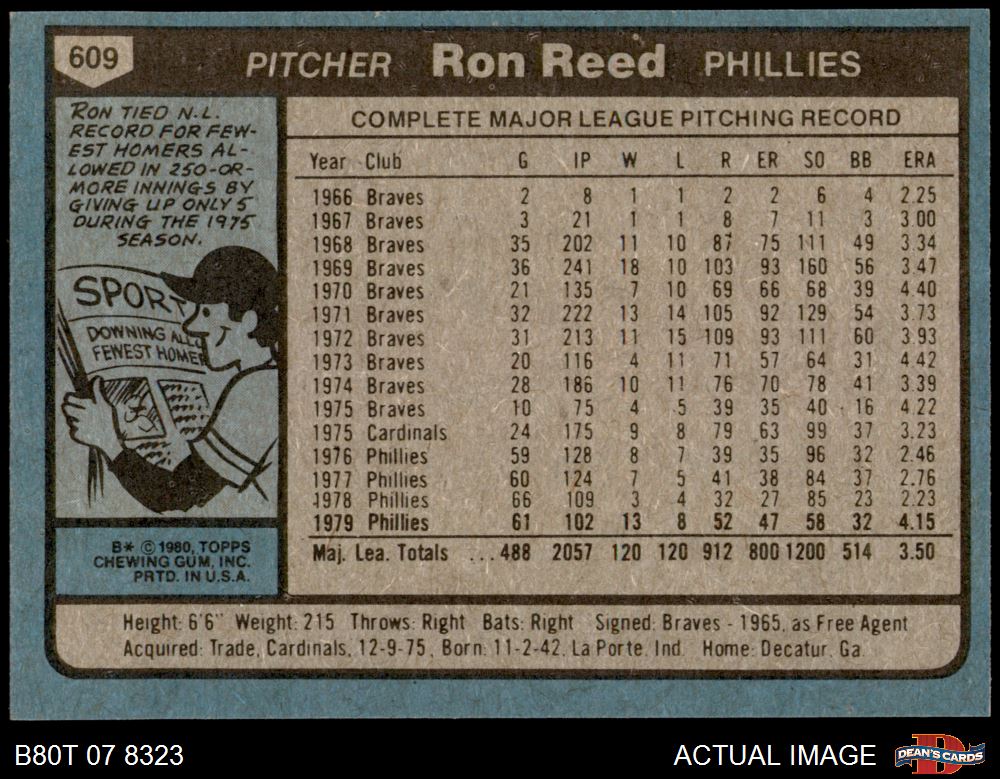 609
PITCHER Ron Reed PHILLIES
RON TIED N.L.
RECORD FOR FEW-
EST HOMERS AL-
LOWED IN 250-OR-
MORE INNINGS BY
GIVING UP ONLY 5
DURING THE 1975
SEASON.
SPORT
DOWNING AL
FEWEST HOMER
B* © 1980, TOPPS
CHEWING GUM, INC.
PRTD. IN U.S.A.
COMPLETE MAJOR LEAGUE PITCHING RECORD
Year Club G IP W L R ER SO BB ERA
1966 Braves 2 8 1 1 2 2 6 4 2.25
1967 Braves 3 21 1 1 8 7 11 3 3.00
1968 Braves 35 202 11 10 87 75 111 49 3.34
1969 Braves 36 241 18 10 103 93 160 56 3.47
1970 Braves 21 135 7 10 69 66 68 39 4.40
1971 Braves 32 222 13 14 105 92 129 54 3.73
1972 Braves 31 213 11 15 109 93 111 60 3.93
1973 Braves 20 116 4 11 71 57 64 31 4.42
1974 Braves 28 186 10 11 76 70 78 41 3.39
1975 Braves 10 75 4 5 39 35 40 16 4.22
1975 Cardinals 24 175 9 8 79 63 99 37 3.23
1976 Phillies 59 128 8 7 39 35 96 32 2.46
1977 Phillies 60 124 7 5 41 38 84 37 2.76
1978 Phillies 66 109 3 4 32 27 85 23 2.23
1979 Phillies 61 102 13 8 52 47 58 32 4.15
Maj. Lea. Totals ...488 2057 120 120 912 800 1200 514 3.50
Height: 6'6" Weight: 215 Throws: Right Bats: Right Signed: Braves - 1965, as Free Agent
Acquired: Trade, Cardinals, 12-9-75. Born: 11-2-42, La Porte, Ind. Home: Decatur, Ga.
B80T 07 8323
ACTUAL IMAGE
DEAN'S CARDS